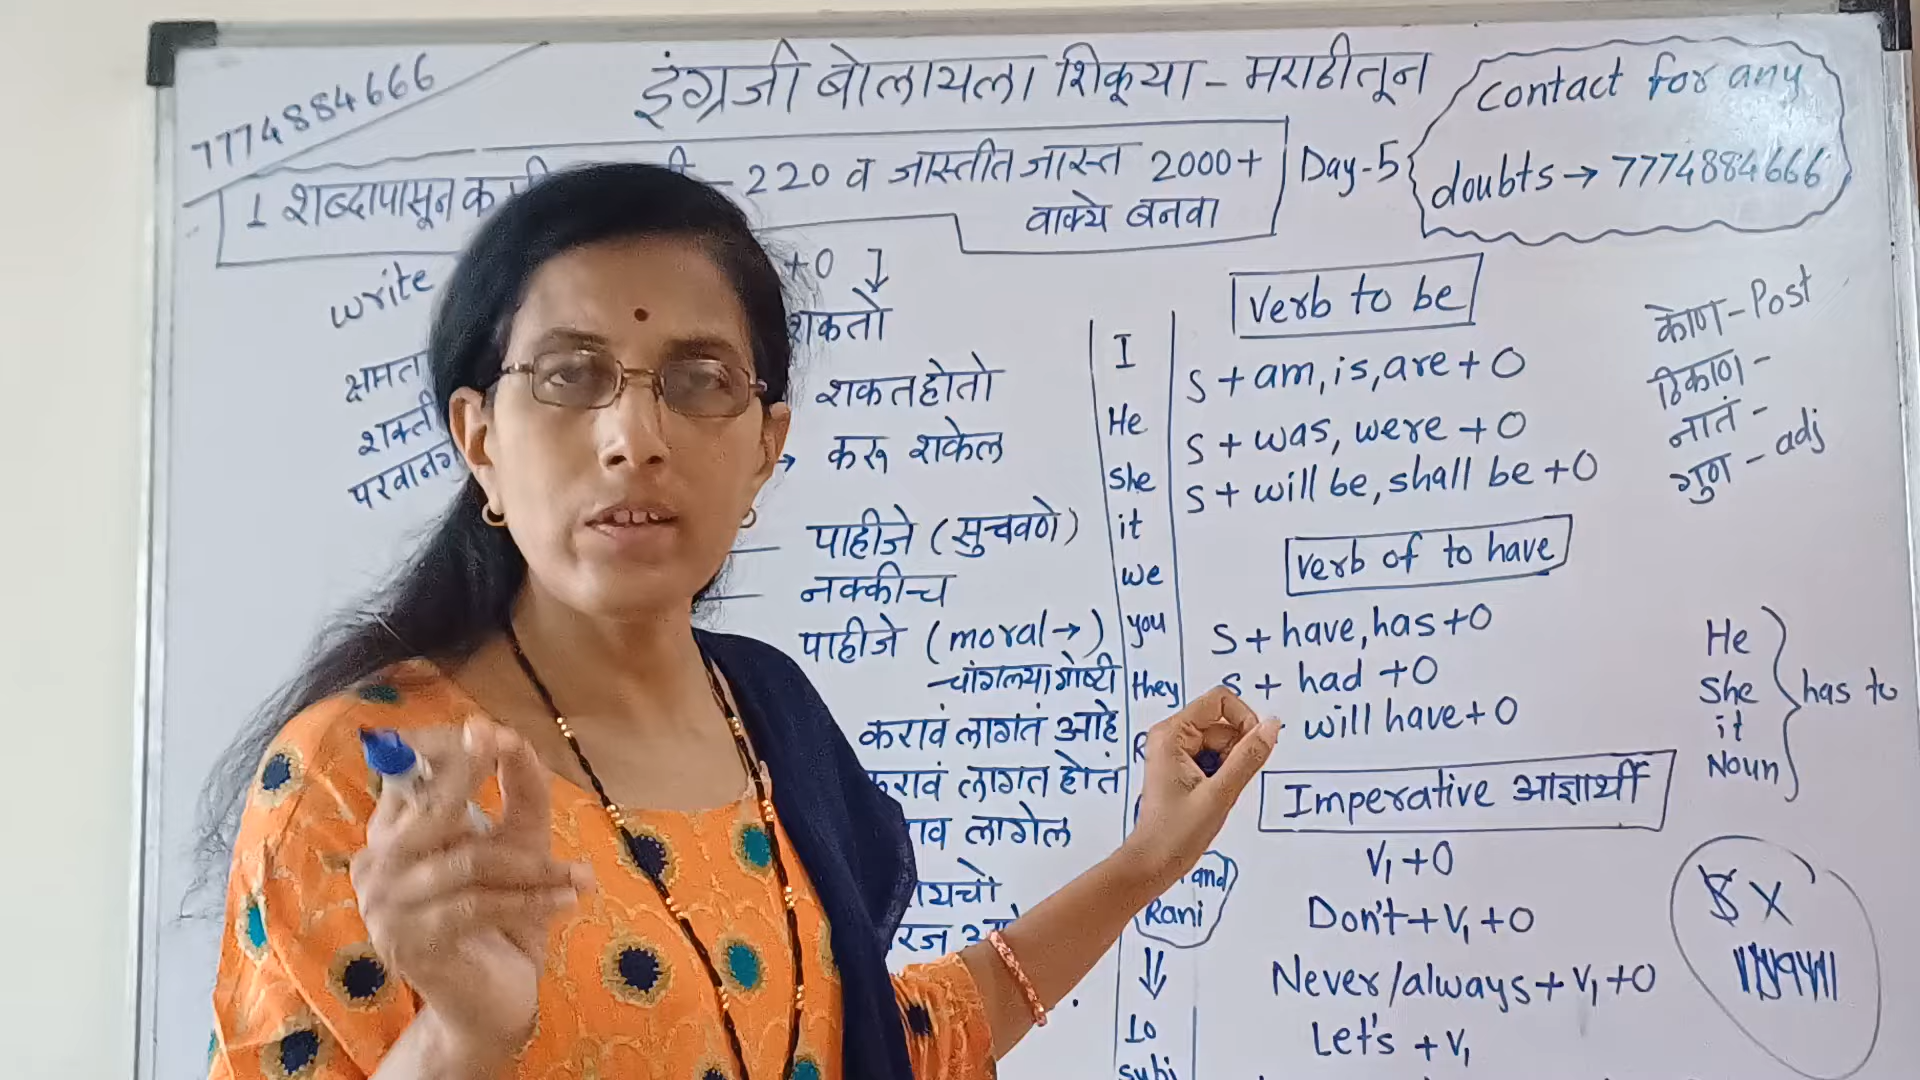 7774884666
इंग्रजी बोलायला शिकूया - मराठीतून
contact for any
doubts → 7774884666
1 शब्दापासून - 220 व जास्तीत जास्त 2000+
वाक्ये बनवा
Day-5
write
+0
शकतो
शक्ती
शकत होतो
→ करू शकेल
पाहीजे (सुचवणे)
नक्कीच
पाहीजे (moral →)
चांगल्या गोष्टी
करावं लागतं आहे
लागत होतं
लागेल
I
He
she
it
we
you
they
and
Rani
⇓
10
subj
Verb to be
S + am, is, are + O
S + was, were + O
S + will be, shall be + O
verb of to have
S + have, has + O
S + had + O
will have + O
Imperative आज्ञार्थी
V₁ + O
Don't + V₁ + O
Never/always + V₁ + O
Let's + V₁
कोण - Post
ठिकाण -
नातं -
गुण - adj
He
She
it
Noun
has to